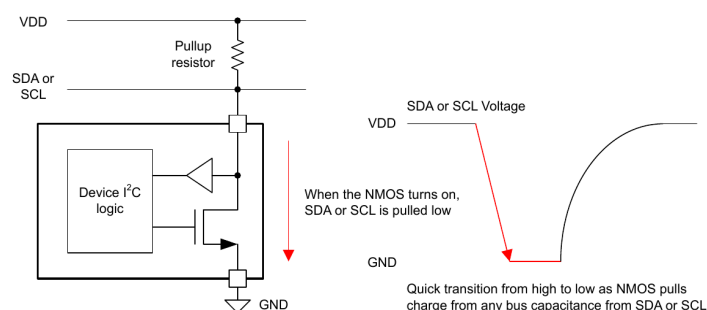 VDD
Pullup
resistor
SDA or
SCL
Device I²C
logic
When the NMOS turns on,
SDA or SCL is pulled low
GND
SDA or SCL Voltage
VDD
GND
Quick transition from high to low as NMOS pulls
charge from any bus capacitance from SDA or SCL